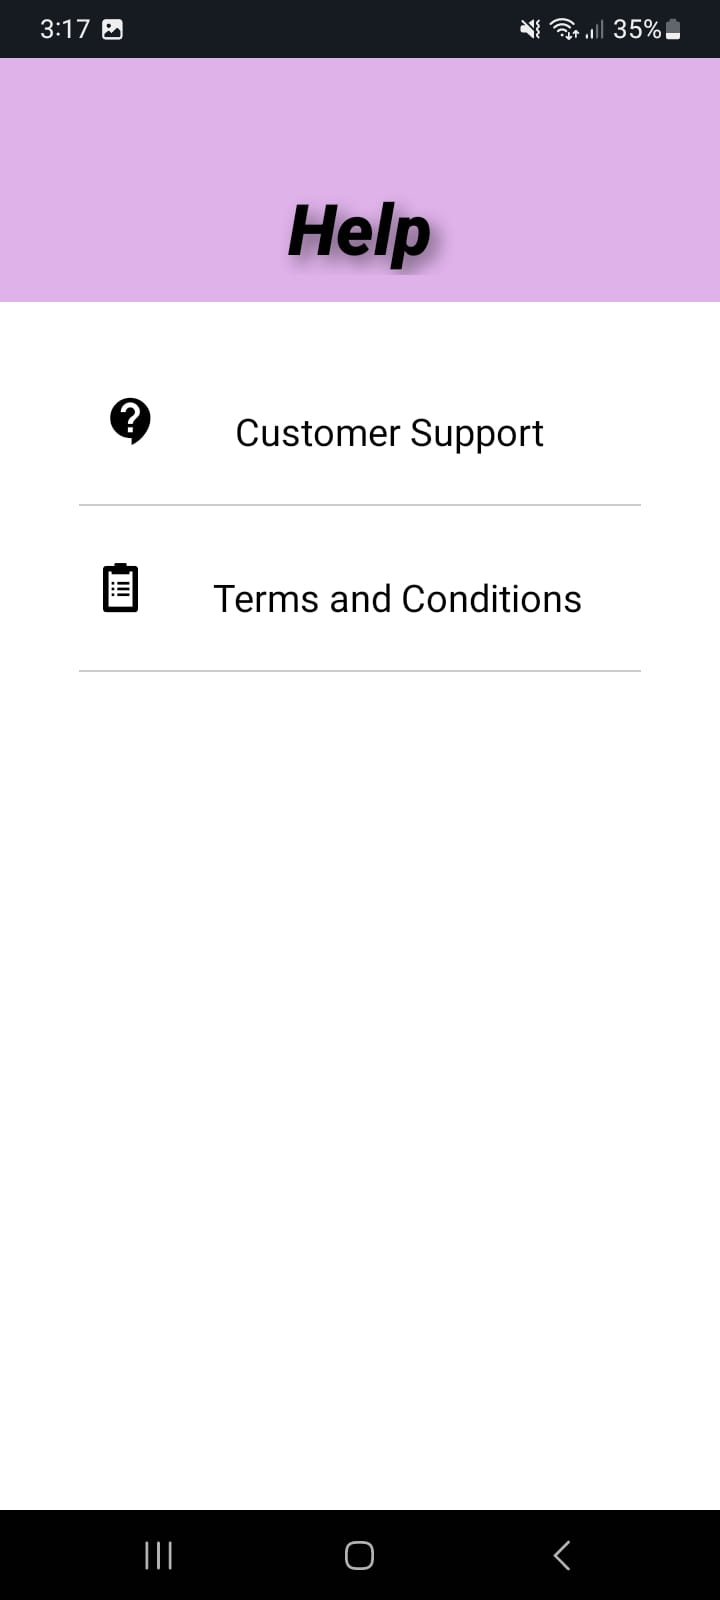 3:17 35%
Help
Customer Support
Terms and Conditions